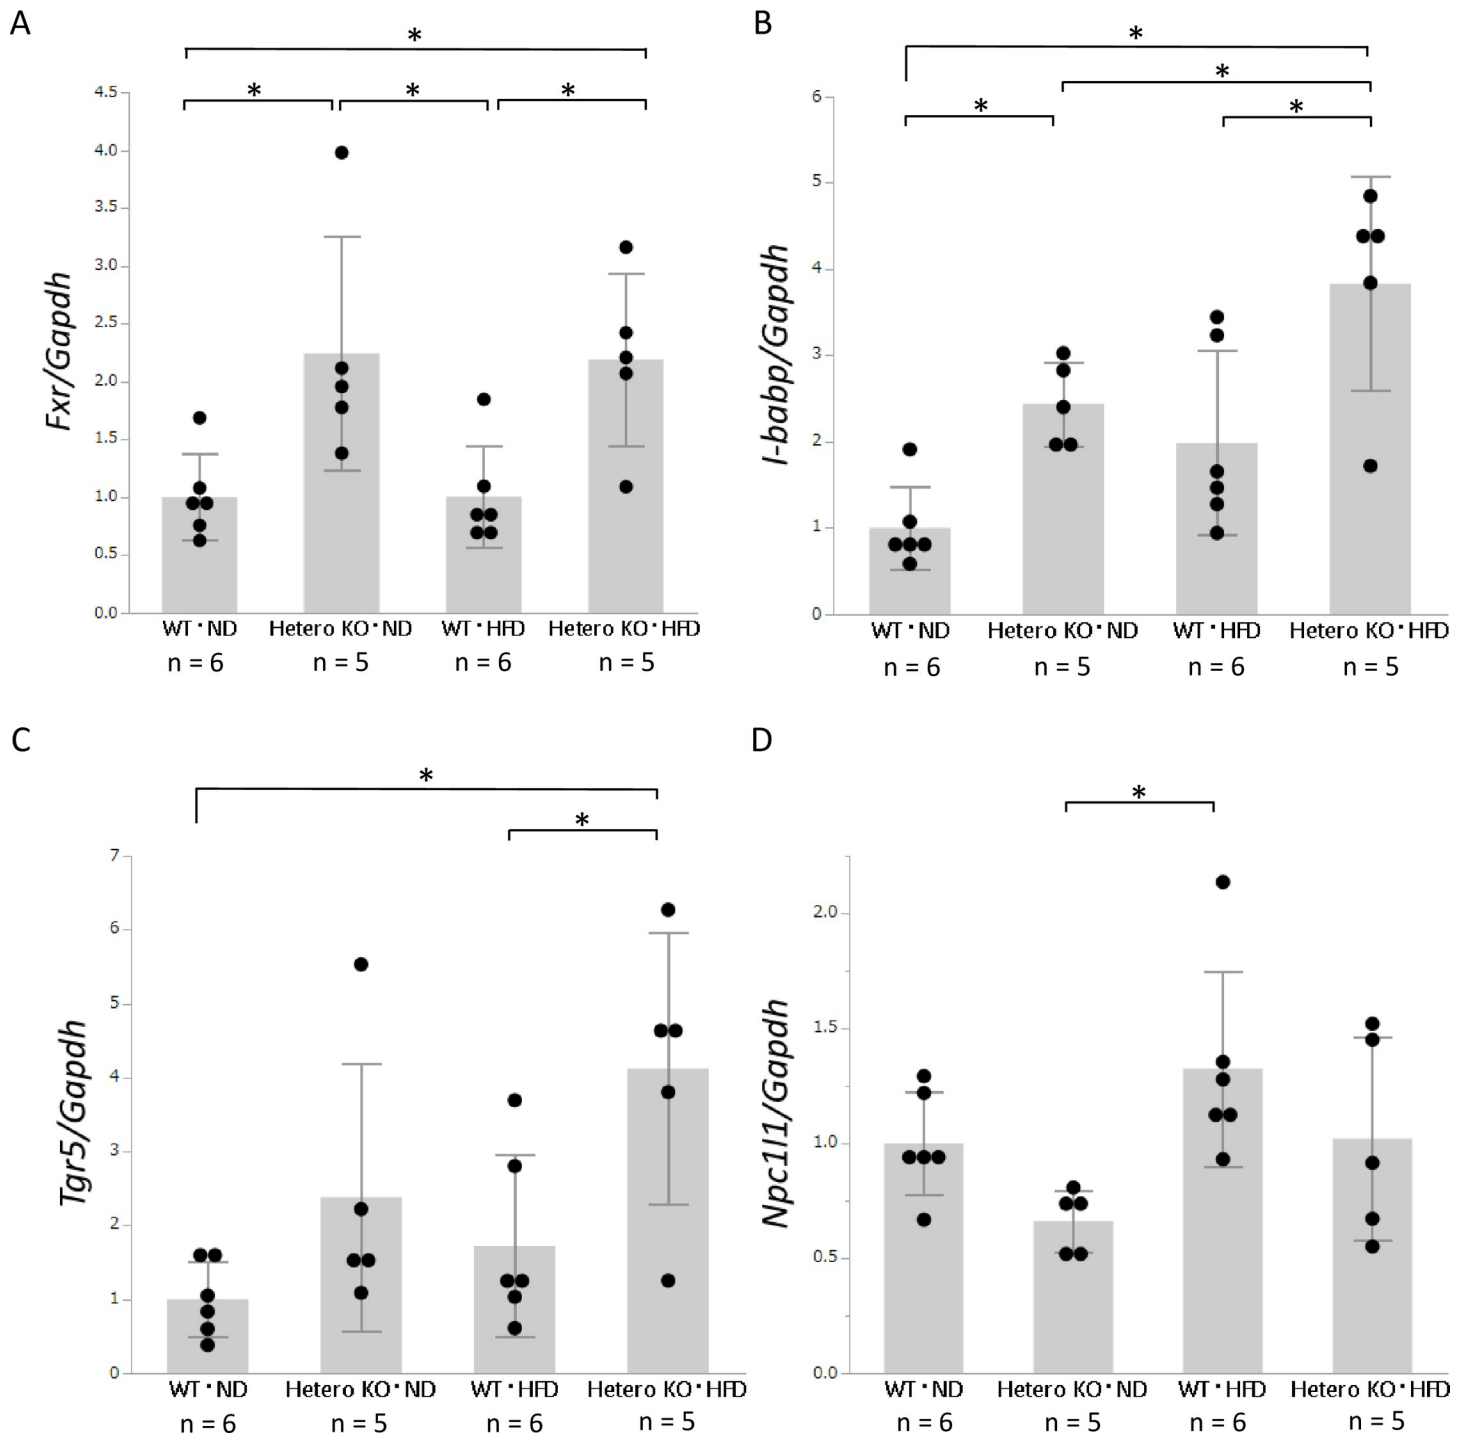 A
*
* * *
Fxr/Gapdh
4.5
4.0
3.5
3.0
2.5
2.0
1.5
1.0
0.5
0.0
WT・ND Hetero KO・ND WT・HFD Hetero KO・HFD
n = 6 n = 5 n = 6 n = 5
B
*
*
* *
I-babp/Gapdh
6
5
4
3
2
1
0
WT・ND Hetero KO・ND WT・HFD Hetero KO・HFD
n = 6 n = 5 n = 6 n = 5
C
*
*
Tgr5/Gapdh
7
6
5
4
3
2
1
0
WT・ND Hetero KO・ND WT・HFD Hetero KO・HFD
n = 6 n = 5 n = 6 n = 5
D
*
Npc1l1/Gapdh
2.0
1.5
1.0
0.5
0.0
WT・ND Hetero KO・ND WT・HFD Hetero KO・HFD
n = 6 n = 5 n = 6 n = 5